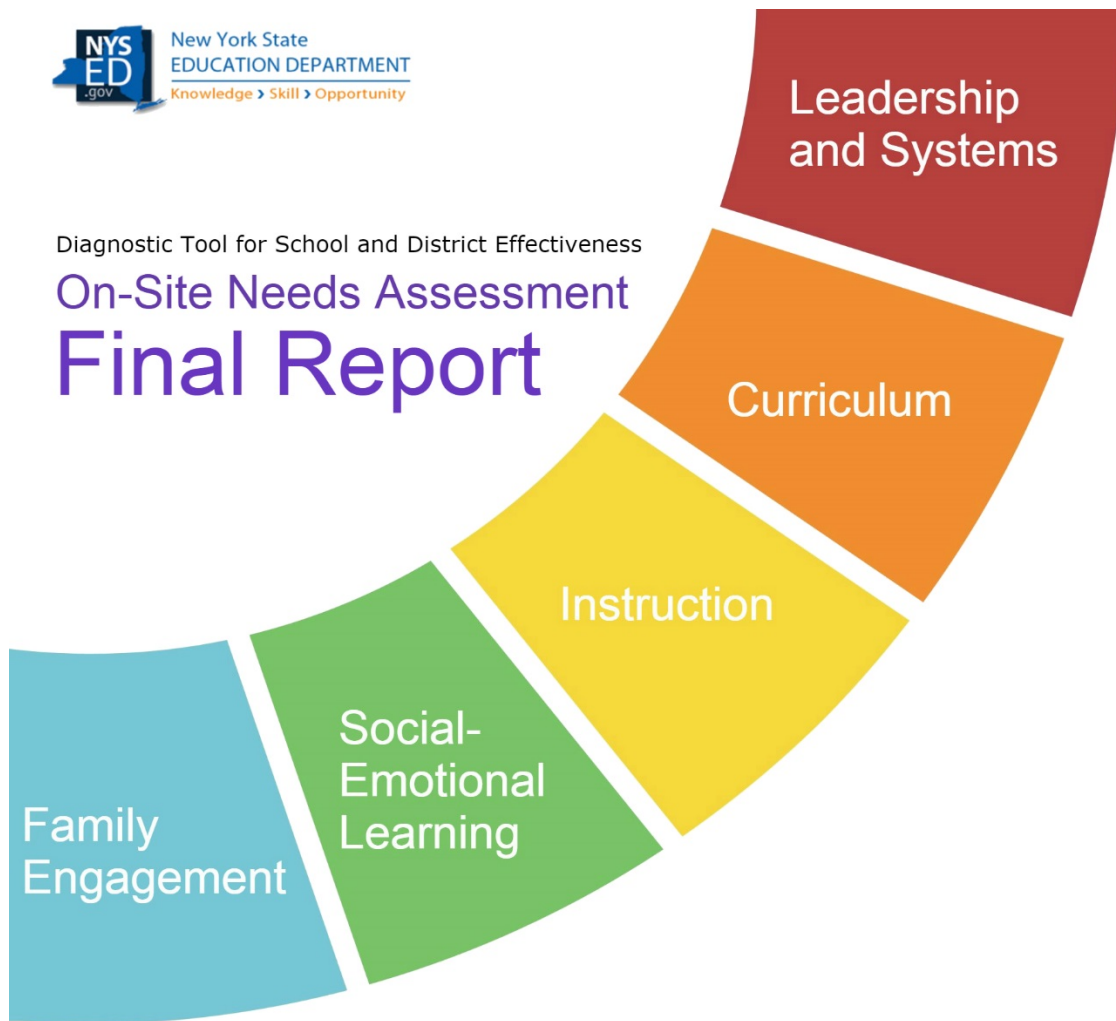 NYS
ED
.gov
New York State
EDUCATION DEPARTMENT
Knowledge > Skill > Opportunity
Diagnostic Tool for School and District Effectiveness
On-Site Needs Assessment
Final Report
Leadership
and Systems
Curriculum
Instruction
Social-
Emotional
Learning
Family
Engagement